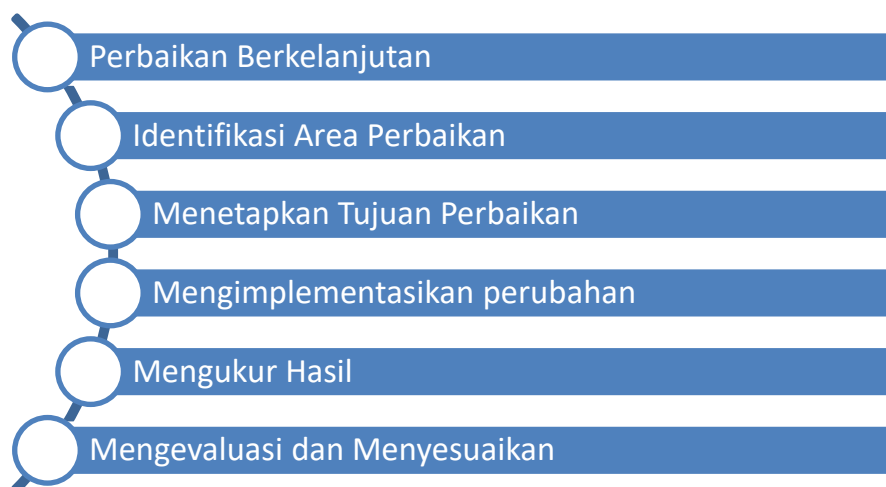 Perbaikan Berkelanjutan
Identifikasi Area Perbaikan
Menetapkan Tujuan Perbaikan
Mengimplementasikan perubahan
Mengukur Hasil
Mengevaluasi dan Menyesuaikan